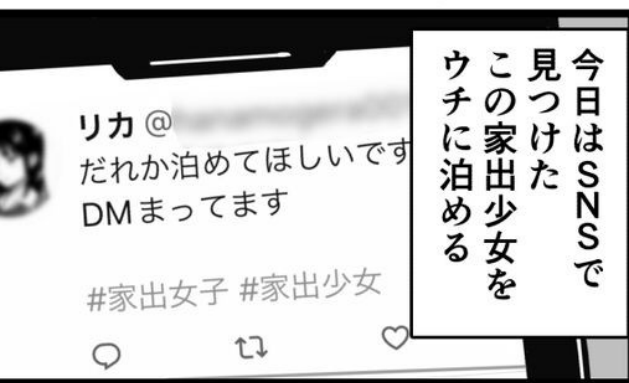 今日はSNSで
見つけた
この家出少女を
ウチに泊める
リカ @
だれか泊めてほしいです
DMまってます
#家出女子 #家出少女